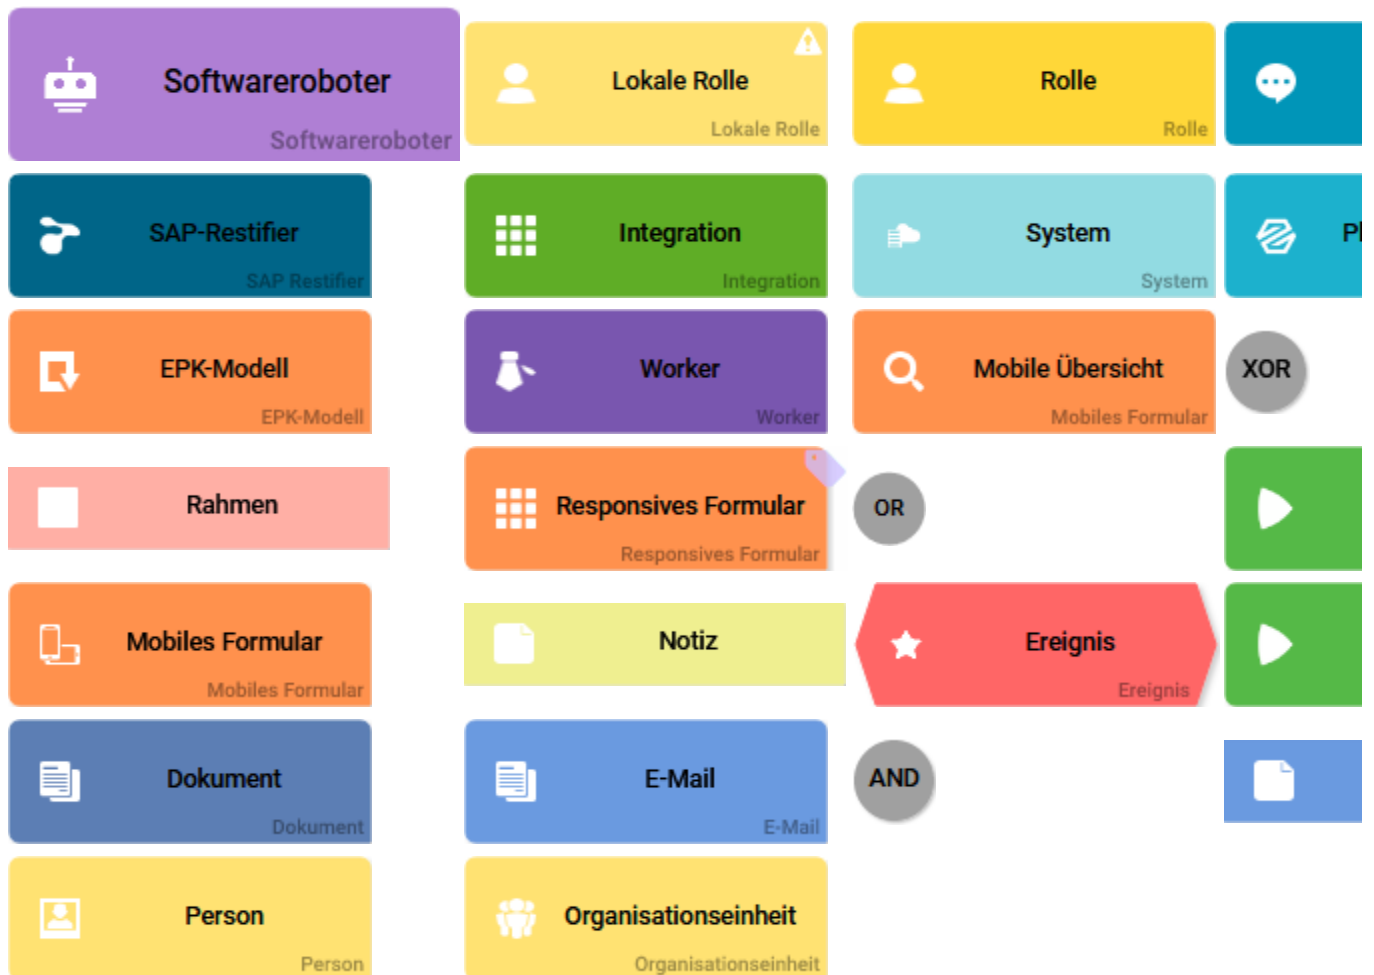 Softwareroboter
Softwareroboter
Lokale Rolle
Lokale Rolle
Rolle
Rolle
SAP-Restifier
SAP Restifier
Integration
Integration
System
System
EPK-Modell
EPK-Modell
Worker
Worker
Mobile Übersicht
Mobiles Formular
XOR
Rahmen
Responsives Formular
Responsives Formular
OR
Mobiles Formular
Mobiles Formular
Notiz
Ereignis
Ereignis
Dokument
Dokument
E-Mail
E-Mail
AND
Person
Person
Organisationseinheit
Organisationseinheit